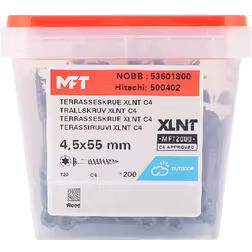 MFT
NOBB: 53601800
Hitachi: 500402
TERRASSESKRUE XLNT C4
TRALLSKRUV XLNT C4
TERRASSESKRUE XLNT C4
TERASSIRUUVI XLNT C4
4,5x55 mm
XLNT
MFT2000
C4 APPROVED
OUTDOOR
T20
C4
*200
Wood